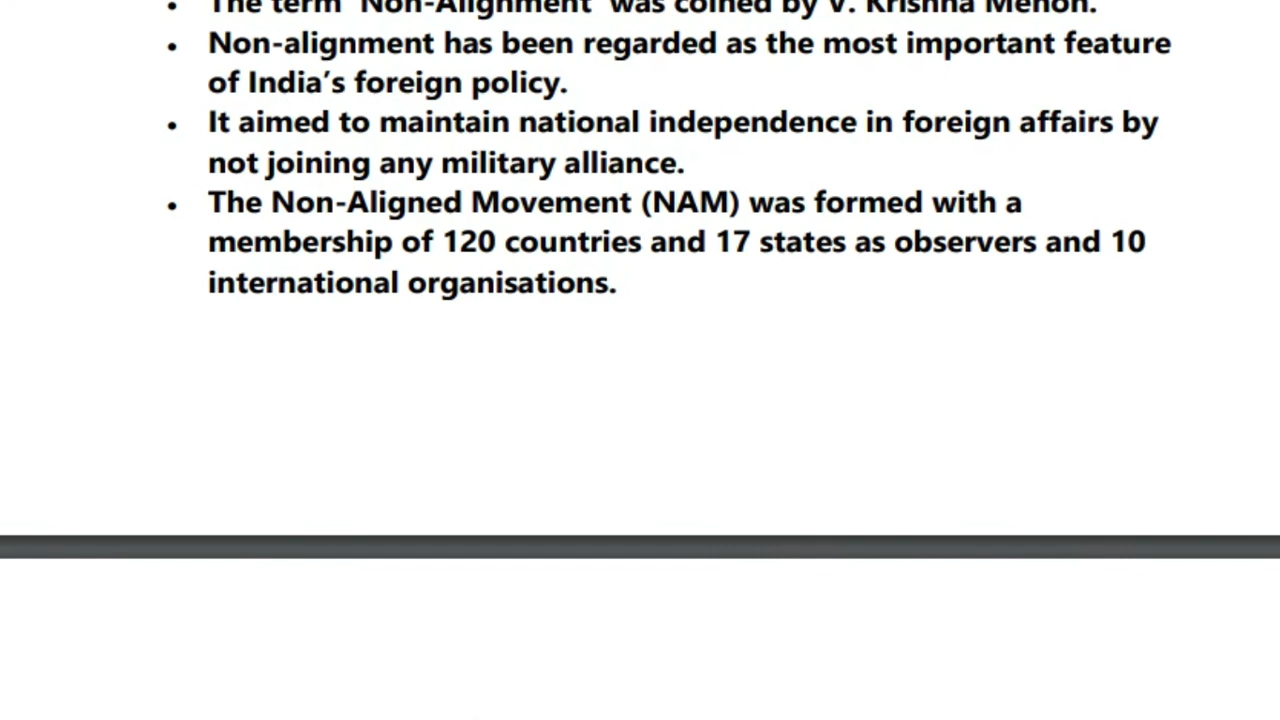 • The term 'Non-Alignment' was coined by V. Krishna Menon.
• Non-alignment has been regarded as the most important feature
of India’s foreign policy.
• It aimed to maintain national independence in foreign affairs by
not joining any military alliance.
• The Non-Aligned Movement (NAM) was formed with a
membership of 120 countries and 17 states as observers and 10
international organisations.